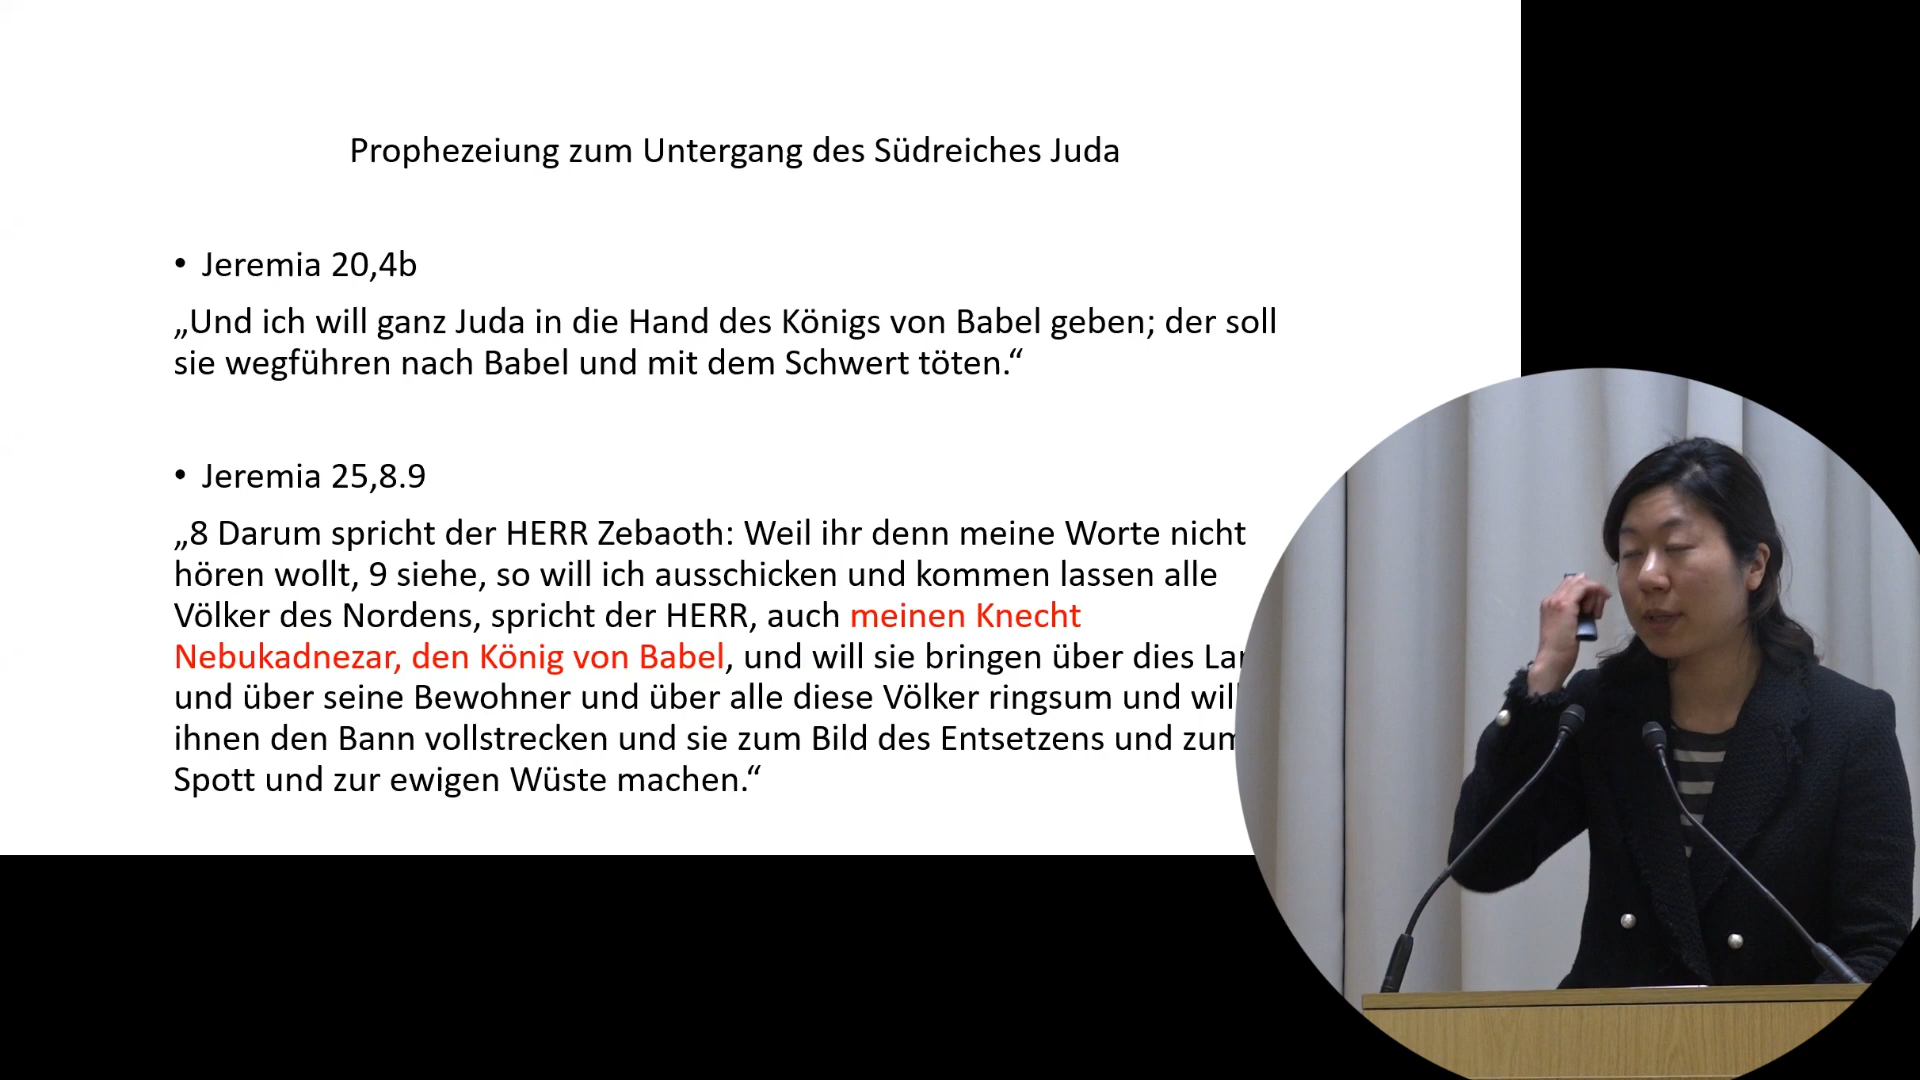 Prophezeiung zum Untergang des Südreiches Juda
• Jeremia 20,4b
„Und ich will ganz Juda in die Hand des Königs von Babel geben; der soll
sie wegführen nach Babel und mit dem Schwert töten.“
• Jeremia 25,8.9
„8 Darum spricht der HERR Zebaoth: Weil ihr denn meine Worte nicht
hören wollt, 9 siehe, so will ich ausschicken und kommen lassen alle
Völker des Nordens, spricht der HERR, auch meinen Knecht
Nebukadnezar, den König von Babel, und will sie bringen über dies
und über seine Bewohner und über alle diese Völker ringsum und
ihnen den Bann vollstrecken und sie zum Bild des Entsetzens und zum
Spott und zur ewigen Wüste machen.“